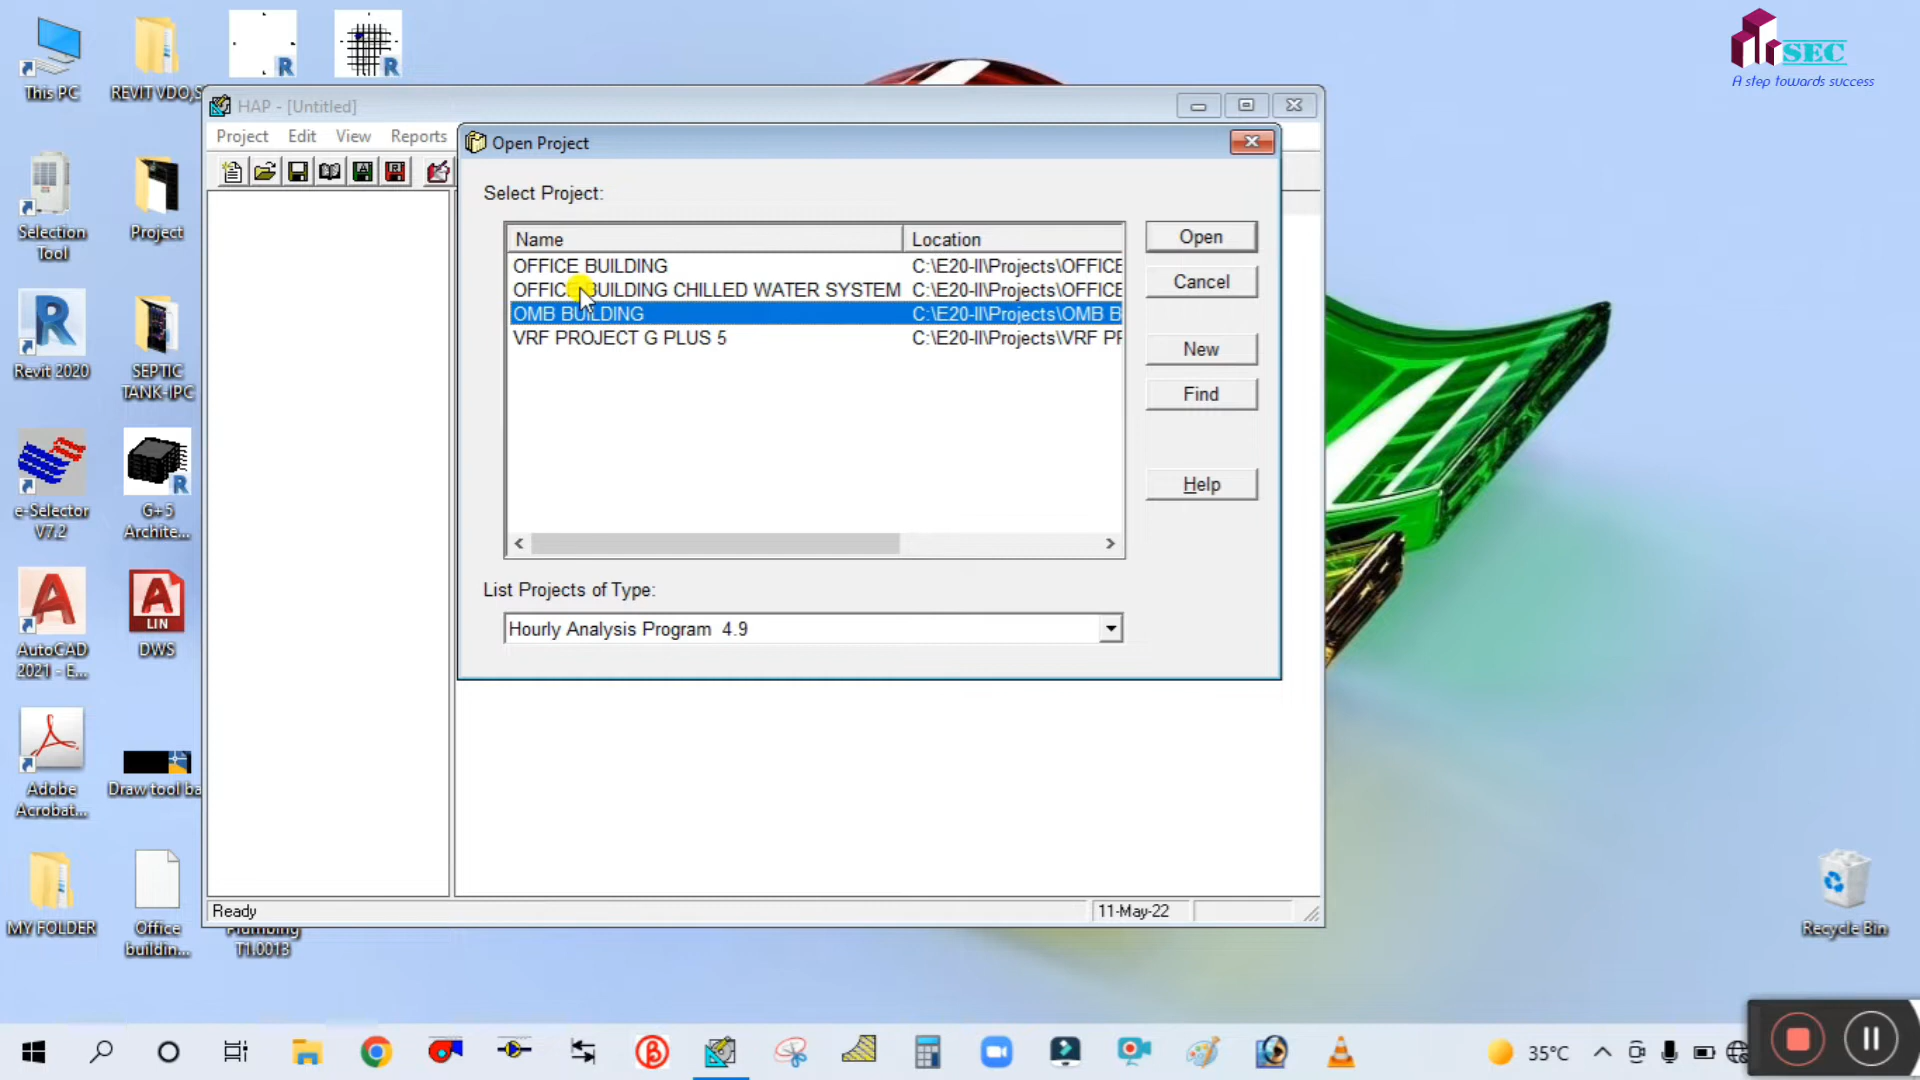 SEC
A step towards success
This PC
REVIT VDO,S
HAP - [Untitled]
Project Edit View Reports
Open Project
Select Project:
Name Location
OFFICE BUILDING C:\E20-II\Projects\OFFICE
OFFICE BUILDING CHILLED WATER SYSTEM C:\E20-II\Projects\OFFICE
OMB BUILDING C:\E20-II\Projects\OMB B
VRF PROJECT G PLUS 5 C:\E20-II\Projects\VRF PF
Open
Cancel
New
Find
Help
List Projects of Type:
Hourly Analysis Program 4.9
Selection
Tool
Project
Revit 2020
SEPTIC
TANK-IPC
e-Selector
V7.2
G+5
Archite...
AutoCAD
2021 - E...
LIN
DWS
Adobe
Acrobat...
Draw tool ba
MY FOLDER
Office
buildin...
Plumbing
T1.0013
Recycle Bin
Ready 11-May-22
35°C